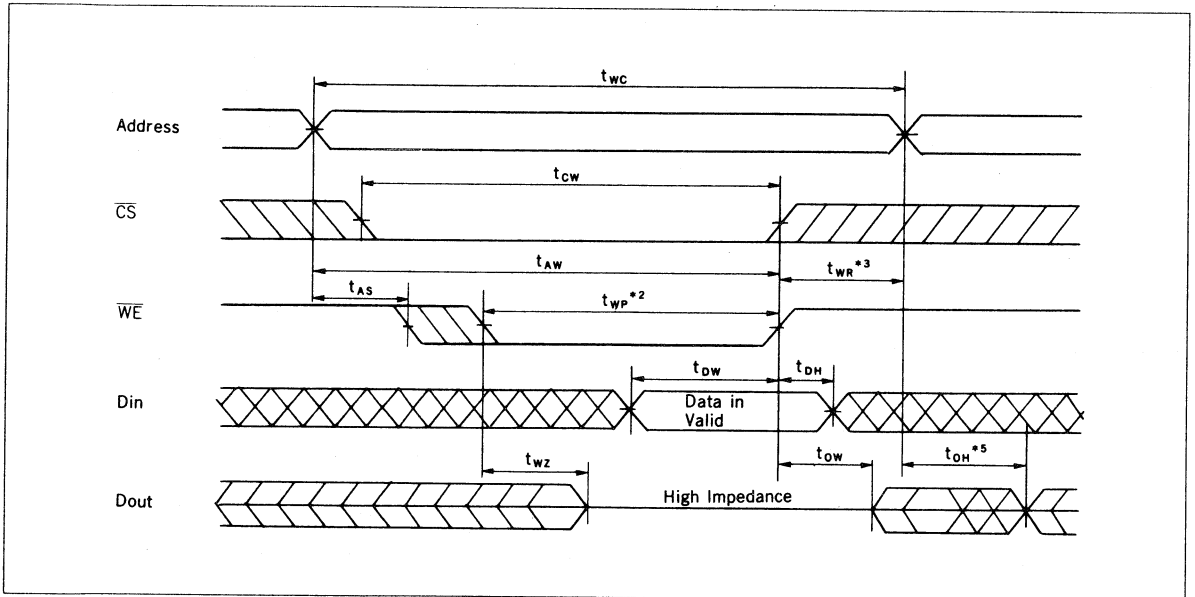 tWC
Address
tCW
CS
tAW
tWR*3
tAS
tWP*2
WE
tDW
tDH
Din
Data in
Valid
tWZ
tOW
tOH*5
Dout
High Impedance